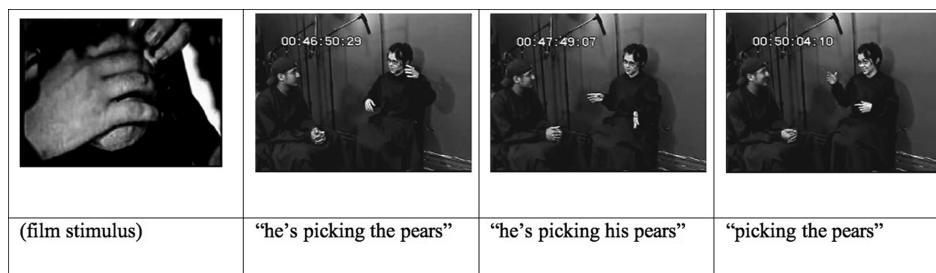 00:46:50:29
00:47:49:07
00:50:04:10
(film stimulus)
“he’s picking the pears”
“he’s picking his pears”
“picking the pears”